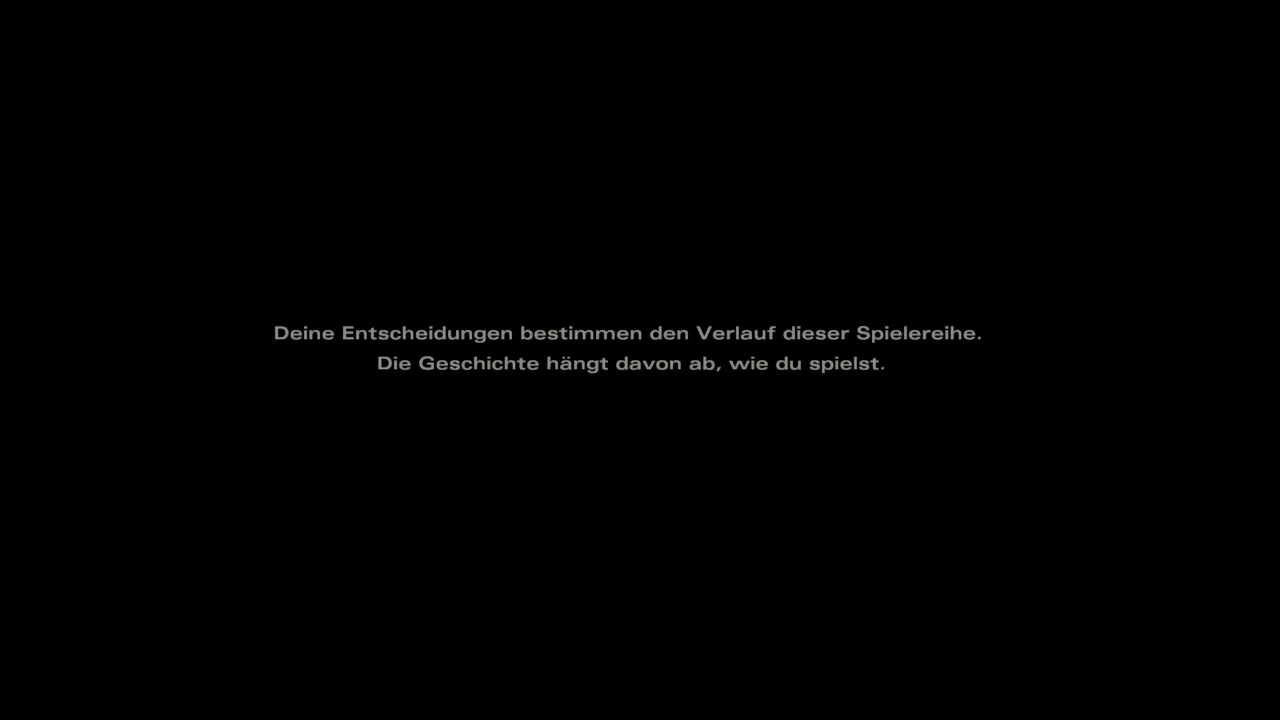 Deine Entscheidungen bestimmen den Verlauf dieser Spielereihe.
Die Geschichte hängt davon ab, wie du spielst.